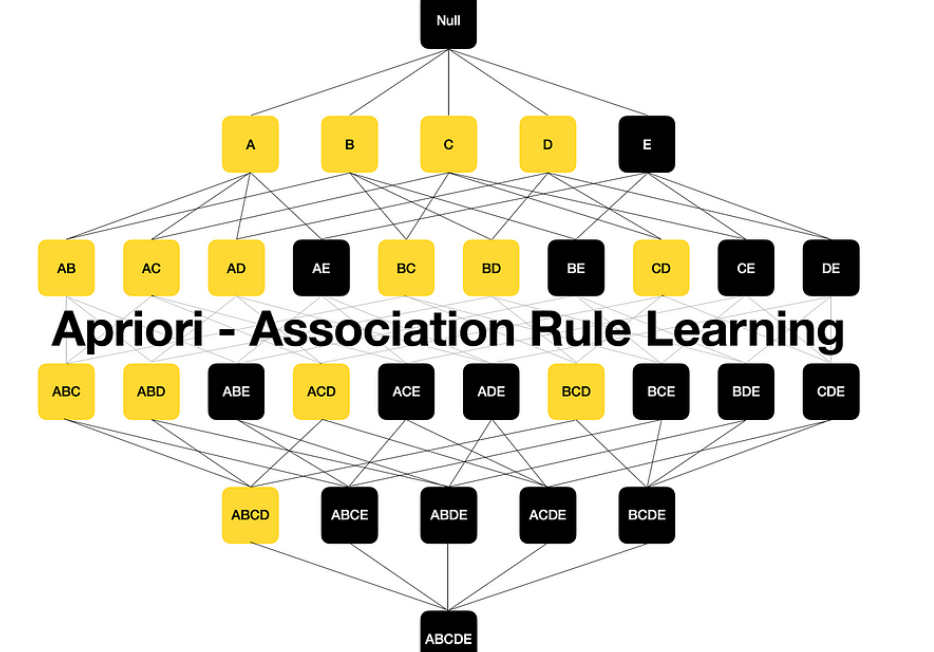 Null
A B C D E
AB AC AD AE BC BD BE CD CE DE
Apriori - Association Rule Learning
ABC ABD ABE ACD ACE ADE BCD BCE BDE CDE
ABCD ABCE ABDE ACDE BCDE
ABCDE